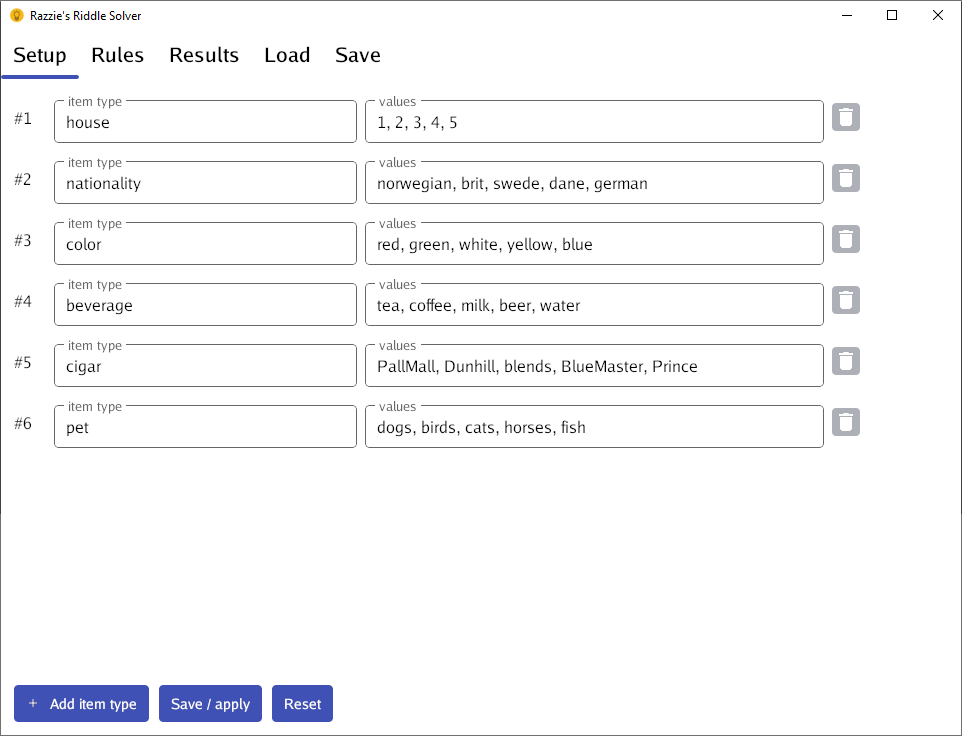 Razzie's Riddle Solver
Setup Rules Results Load Save
item type values
#1 house 1, 2, 3, 4, 5
item type values
#2 nationality norwegian, brit, swede, dane, german
item type values
#3 color red, green, white, yellow, blue
item type values
#4 beverage tea, coffee, milk, beer, water
item type values
#5 cigar PallMall, Dunhill, blends, BlueMaster, Prince
item type values
#6 pet dogs, birds, cats, horses, fish
+ Add item type Save / apply Reset